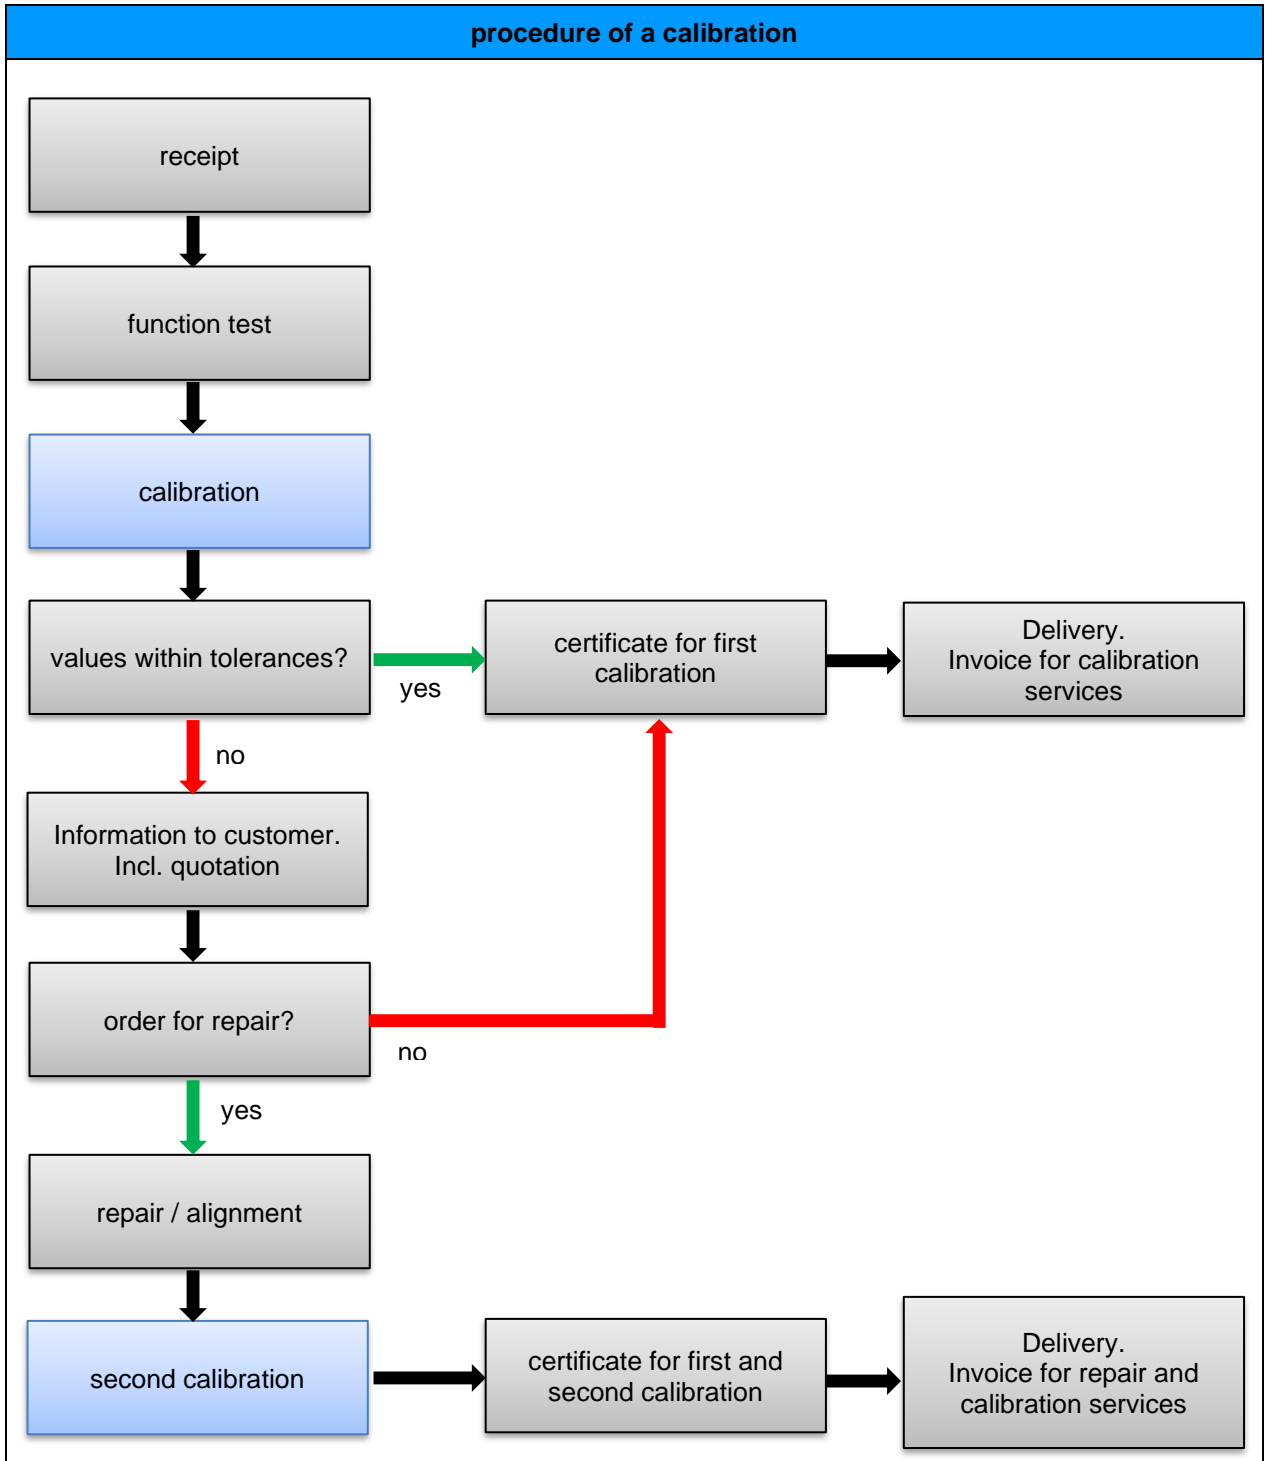 procedure of a calibration
receipt
function test
calibration
values within tolerances?
yes
certificate for first
calibration
Delivery.
Invoice for calibration
services
no
Information to customer.
Incl. quotation
order for repair?
no
yes
repair / alignment
second calibration
certificate for first and
second calibration
Delivery.
Invoice for repair and
calibration services